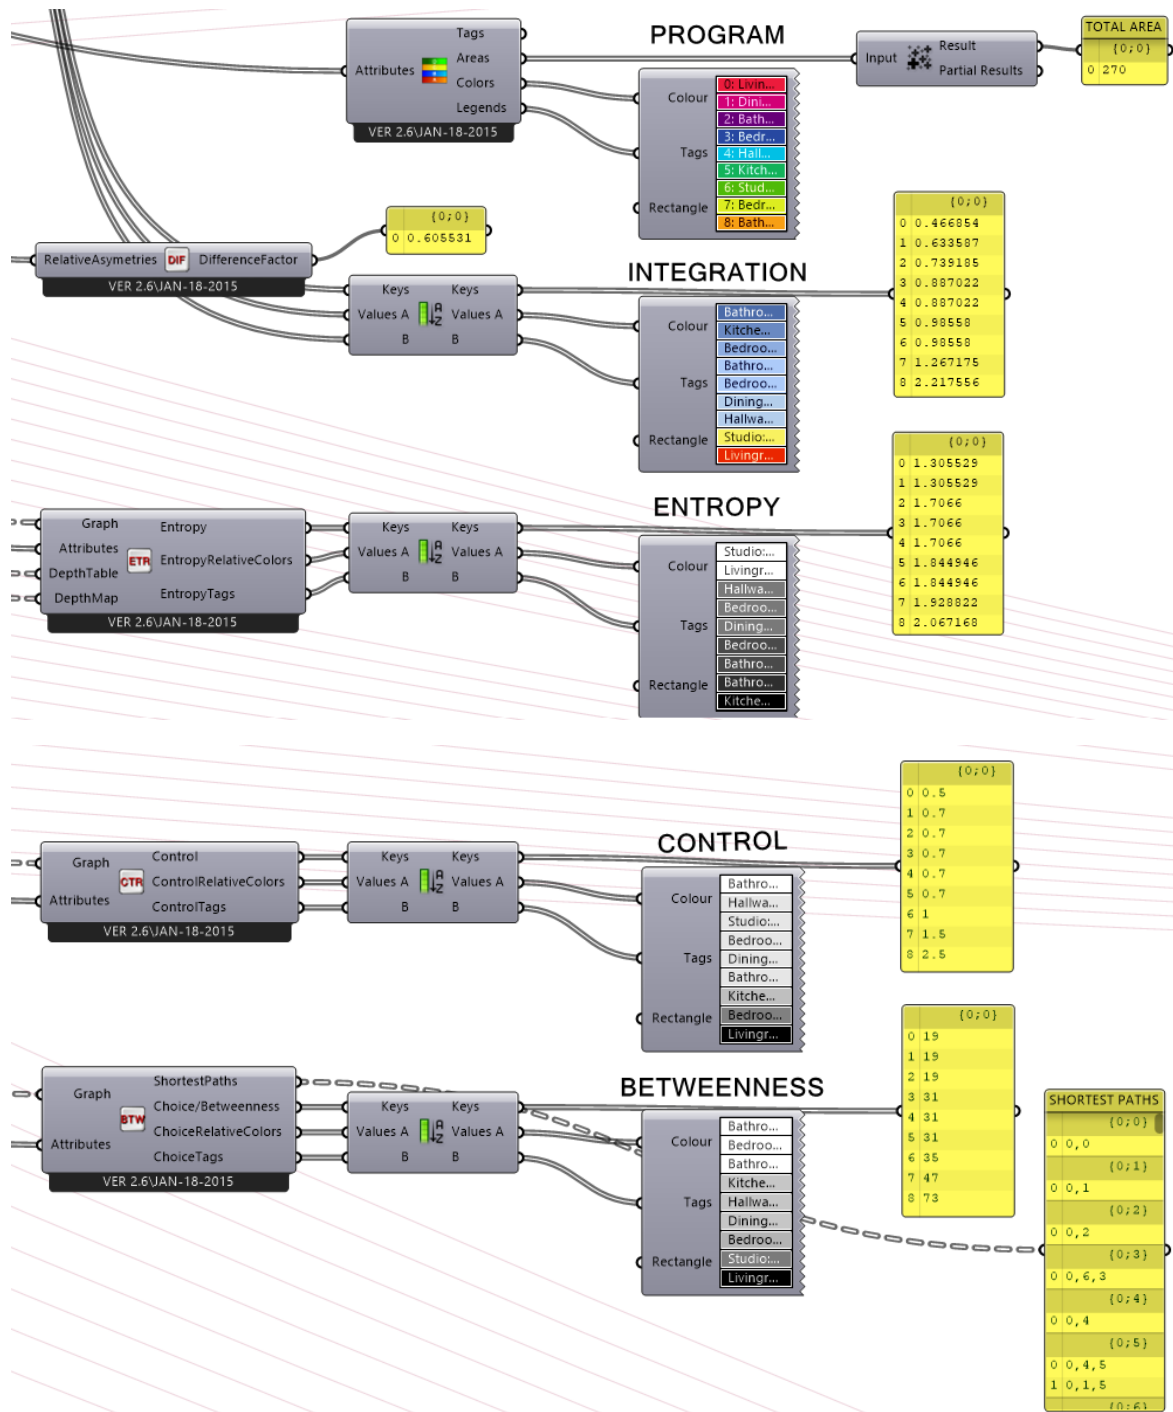 PROGRAM
Attributes
Tags
Areas
Colors
Legends
VER 2.6\JAN-18-2015
Colour
Tags
Rectangle
0: Livin...
1: Dini...
2: Bath...
3: Bedr...
4: Hall...
5: Kitch...
6: Stud...
7: Bedr...
8: Bath...
Input
Result
Partial Results
TOTAL AREA
{0;0}
0 270
RelativeAsymetries DIF DifferenceFactor
VER 2.6\JAN-18-2015
{0;0}
0 0.605531
INTEGRATION
Keys Keys
Values A Values A
B B
Colour
Tags
Rectangle
Bathro...
Kitche...
Bedroo...
Bathro...
Bedroo...
Dining...
Hallwa...
Studio:...
Livingr...
{0;0}
0 0.466854
1 0.633587
2 0.739185
3 0.887022
4 0.887022
5 0.98558
6 0.98558
7 1.267175
8 2.217556
ENTROPY
Graph
Attributes
DepthTable
DepthMap
ETR
Entropy
EntropyRelativeColors
EntropyTags
VER 2.6\JAN-18-2015
Keys Keys
Values A Values A
B B
Colour
Tags
Rectangle
Studio:...
Livingr...
Hallwa...
Bedroo...
Dining...
Bedroo...
Bathro...
Bathro...
Kitche...
{0;0}
0 1.305529
1 1.305529
2 1.7066
3 1.7066
4 1.7066
5 1.844946
6 1.844946
7 1.928822
8 2.067168
CONTROL
Graph
Attributes
CTR
Control
ControlRelativeColors
ControlTags
VER 2.6\JAN-18-2015
Keys Keys
Values A Values A
B B
Colour
Tags
Rectangle
Bathro...
Hallwa...
Studio:...
Bedroo...
Dining...
Bathro...
Kitche...
Bedroo...
Livingr...
{0;0}
0 0.5
1 0.7
2 0.7
3 0.7
4 0.7
5 0.7
6 1
7 1.5
8 2.5
BETWEENNESS
Graph
Attributes
BTW
ShortestPaths
Choice/Betweenness
ChoiceRelativeColors
ChoiceTags
VER 2.6\JAN-18-2015
Keys Keys
Values A Values A
B B
Colour
Tags
Rectangle
Bathro...
Bedroo...
Bathro...
Kitche...
Hallwa...
Dining...
Bedroo...
Studio:...
Livingr...
{0;0}
0 19
1 19
2 19
3 31
4 31
5 31
6 35
7 47
8 73
SHORTEST PATHS
{0;0}
0 0,0
{0;1}
0 0,1
{0;2}
0 0,2
{0;3}
0 0,6,3
{0;4}
0 0,4
{0;5}
0 0,4,5
1 0,1,5
{0;6}